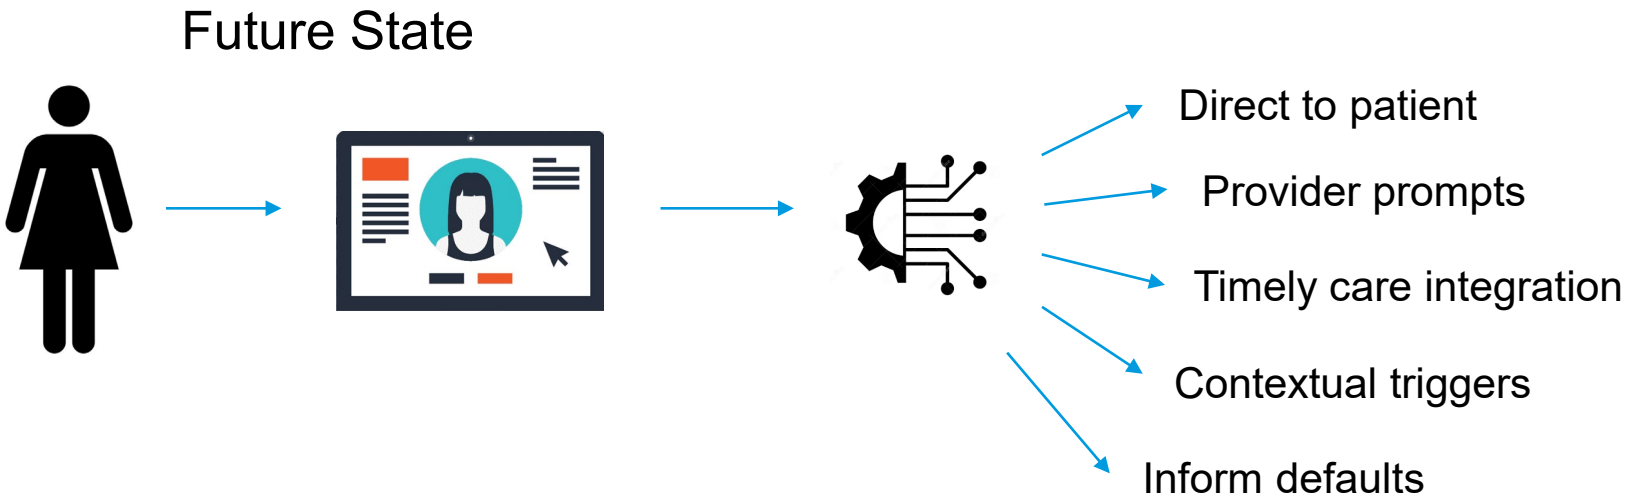 Future State
Direct to patient
Provider prompts
Timely care integration
Contextual triggers
Inform defaults